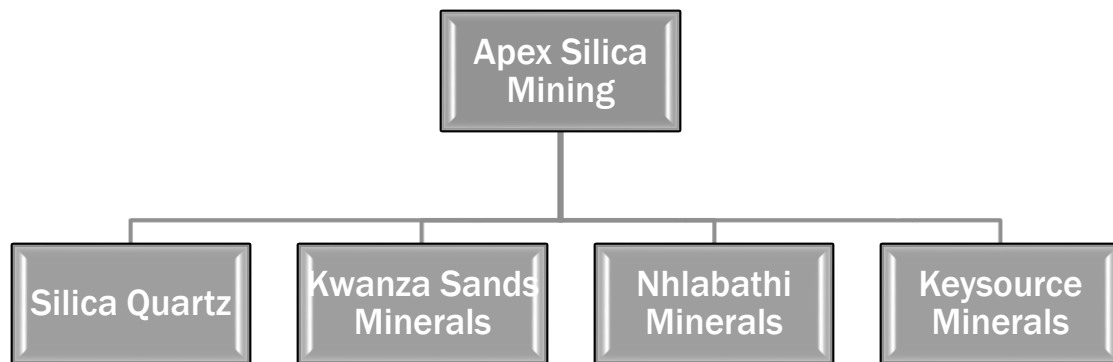 Apex Silica
Mining
Silica Quartz
Kwanza Sands
Minerals
Nhlabathi
Minerals
Keysource
Minerals